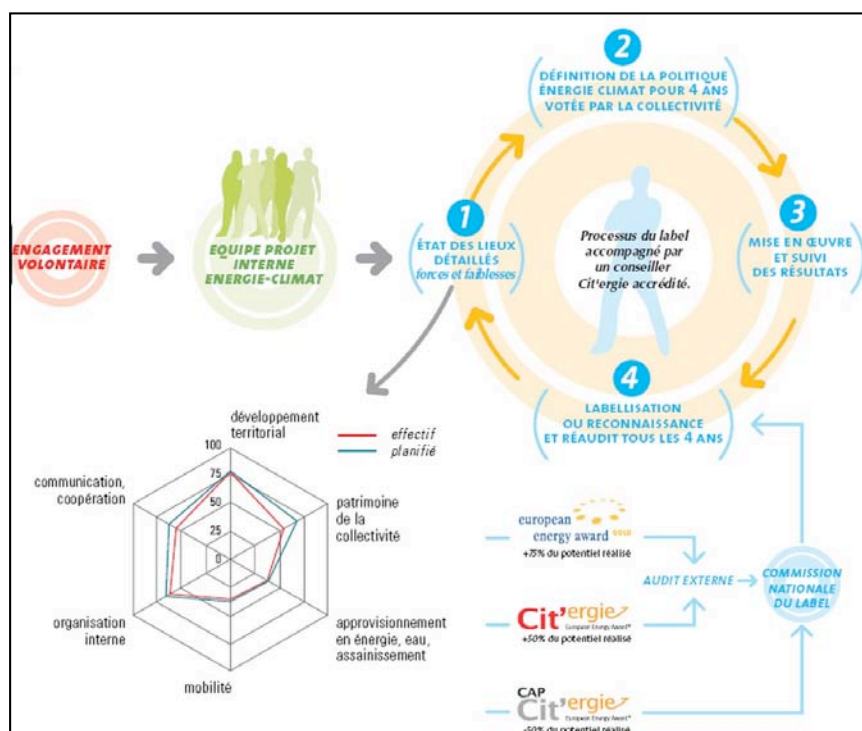 ENGAGEMENT
VOLONTAIRE
EQUIPE PROJET
INTERNE
ENERGIE-CLIMAT
1
ÉTAT DES LIEUX
DÉTAILLÉS
forces et faiblesses
2
DÉFINITION DE LA POLITIQUE
ÉNERGIE CLIMAT POUR 4 ANS
VOTÉE PAR LA COLLECTIVITÉ
3
MISE EN ŒUVRE
ET SUIVI
DES RÉSULTATS
4
LABELLISATION
OU RECONNAISSANCE
ET RÉAUDIT TOUS LES 4 ANS
Processus du label
accompagné par
un conseiller
Cit'ergie accrédité.
développement
territorial
effectif
planifié
100
75
50
25
0
communication,
coopération
patrimoine
de la
collectivité
organisation
interne
approvisionnement
en énergie, eau,
assainissement
mobilité
european
energy award GOLD
+75% du potentiel réalisé
Cit'ergie
European Energy Award®
+50% du potentiel réalisé
CAP
Cit'ergie
European Energy Award®
-50% du potentiel réalisé
AUDIT EXTERNE
COMMISSION
NATIONALE
DU LABEL